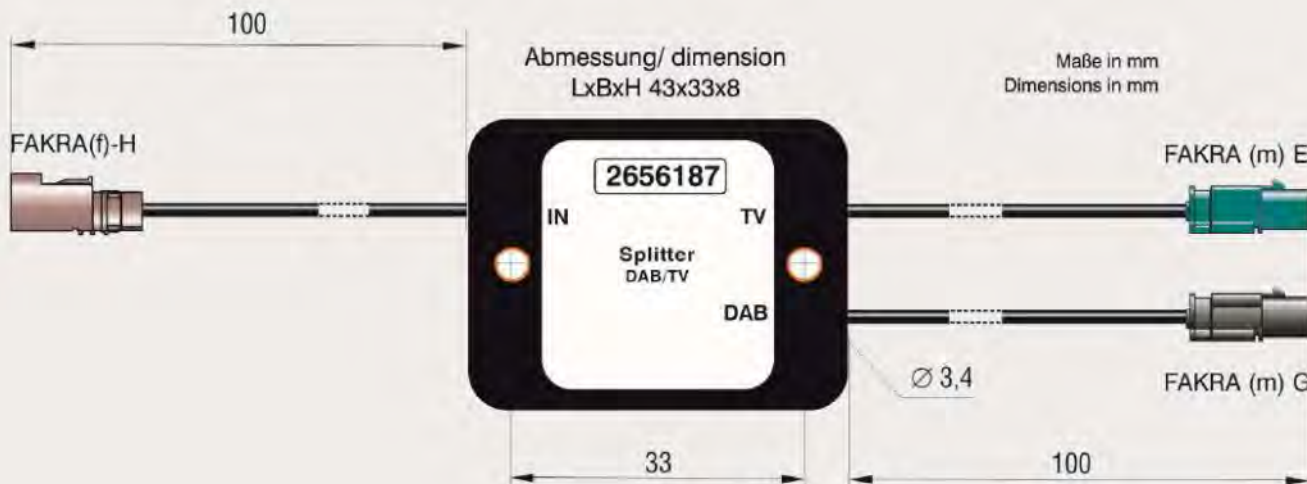 100
Abmessung/ dimension
LxBxH 43x33x8
Maße in mm
Dimensions in mm
FAKRA(f)-H
FAKRA (m) E
2656187
IN
TV
Splitter
DAB/TV
DAB
Ø 3,4
FAKRA (m) G
33
100